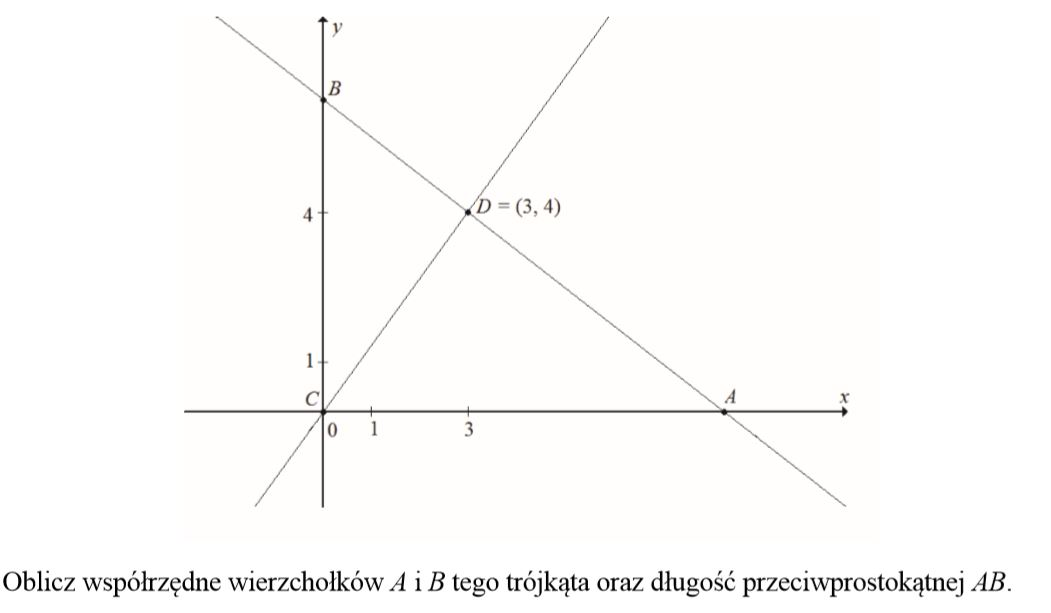 y
B
4
D = (3, 4)
1
C
A
x
0
1
3
Oblicz współrzędne wierzchołków A i B tego trójkąta oraz długość przeciwprostokątnej AB.